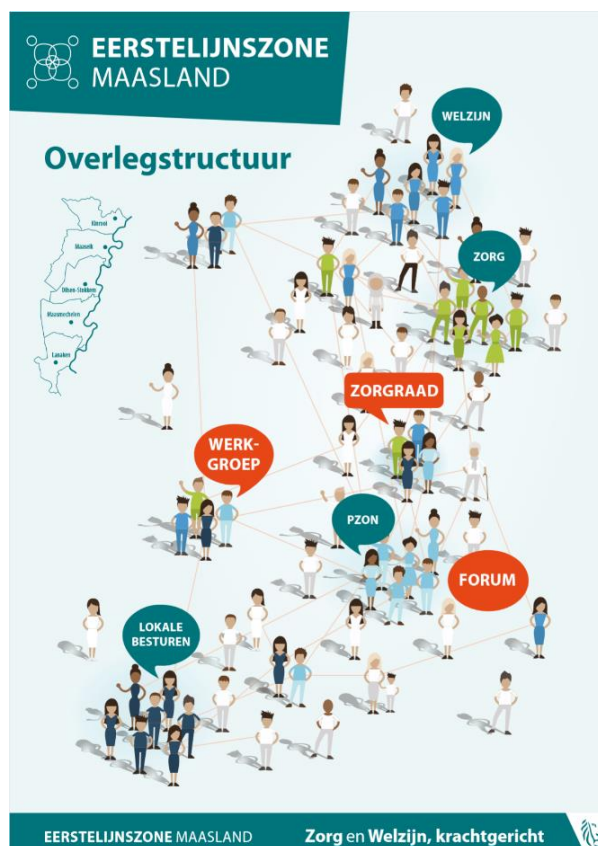 EERSTELIJNSZONE
MAASLAND
Overlegstructuur
WELZIJN
Kinrooi
Maaseik
Dilsen-Stokkem
Maasmechelen
Lanaken
ZORG
ZORGRAAD
WERK-
GROEP
PZON
FORUM
LOKALE
BESTUREN
EERSTELIJNSZONE MAASLAND
Zorg en Welzijn, krachtgericht